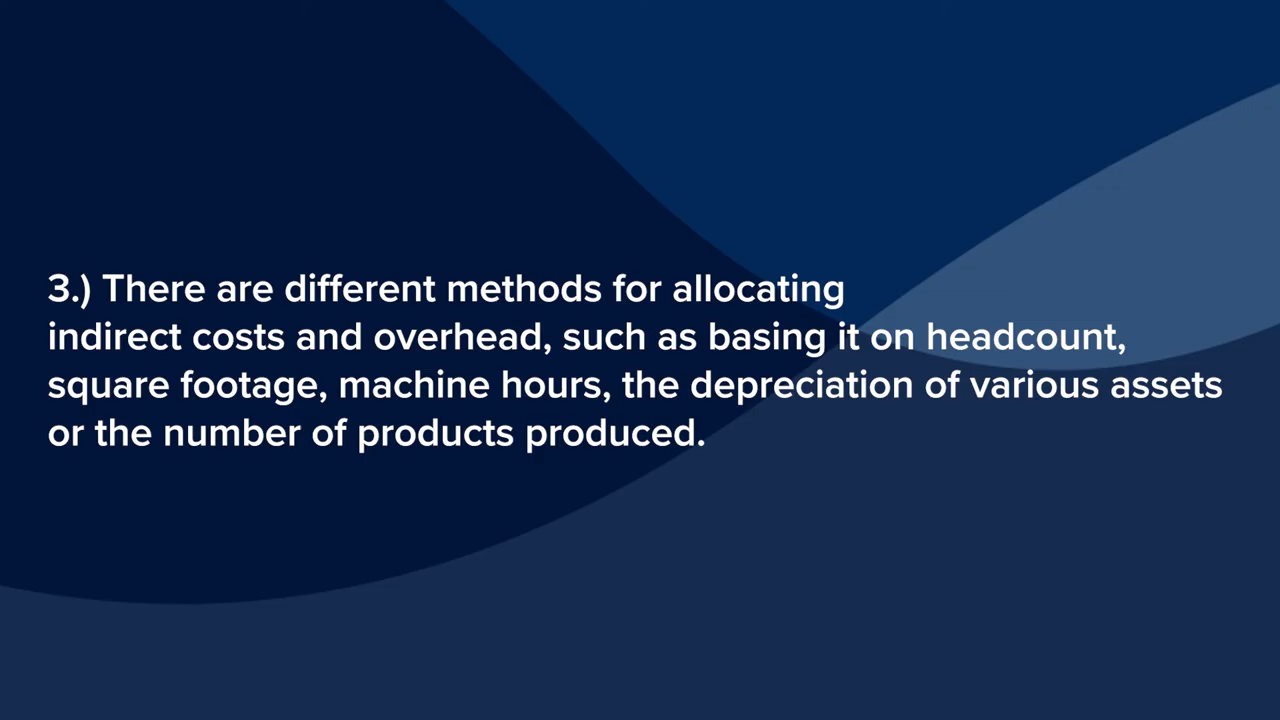 3.) There are different methods for allocating
indirect costs and overhead, such as basing it on headcount,
square footage, machine hours, the depreciation of various assets
or the number of products produced.